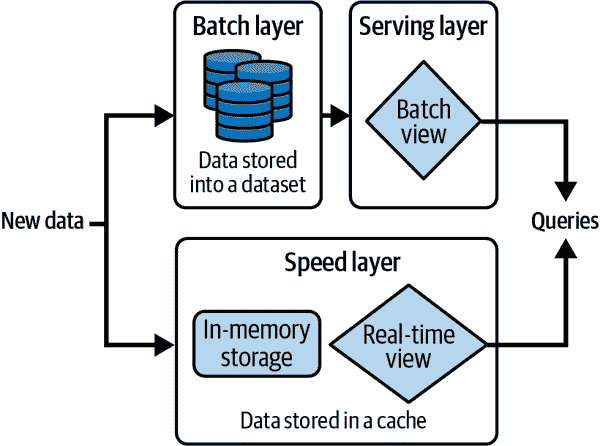 Batch layer
Data stored
into a dataset
Serving layer
Batch
view
New data
Queries
Speed layer
In-memory
storage
Real-time
view
Data stored in a cache